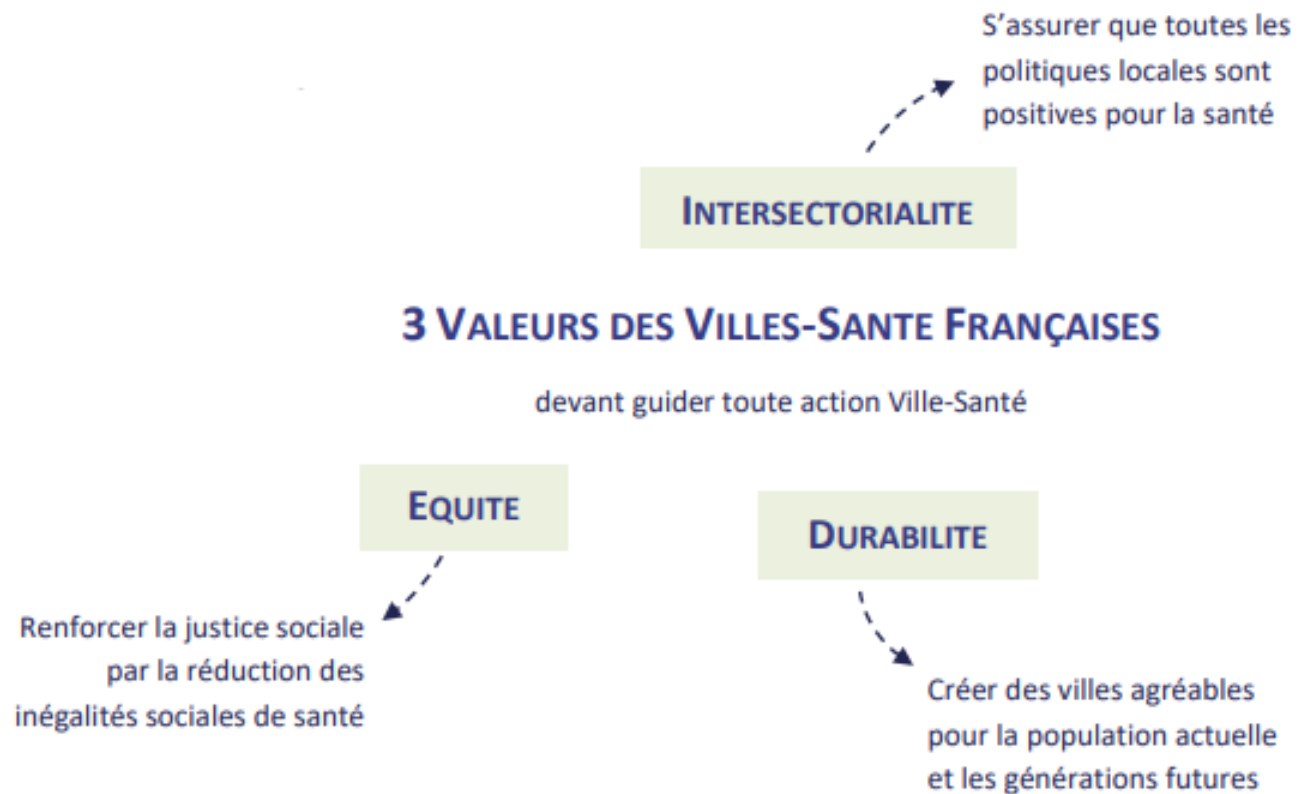 S'assurer que toutes les
politiques locales sont
positives pour la santé
INTERSECTORIALITE
3 VALEURS DES VILLES-SANTE FRANÇAISES
devant guider toute action Ville-Santé
EQUITE
DURABILITE
Renforcer la justice sociale
par la réduction des
inégalités sociales de santé
Créer des villes agréables
pour la population actuelle
et les générations futures